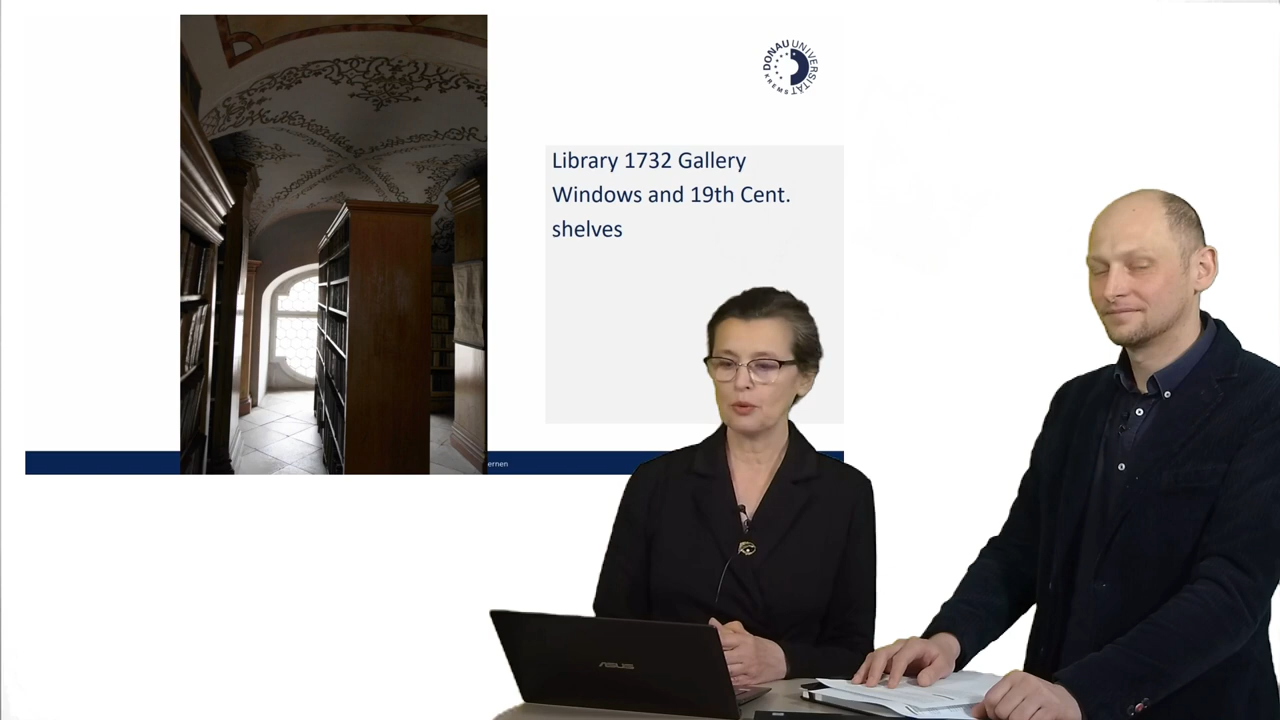 DONAU UNIVERSITÄT
KREMS
Library 1732 Gallery
Windows and 19th Cent.
shelves
ernen
ASUS